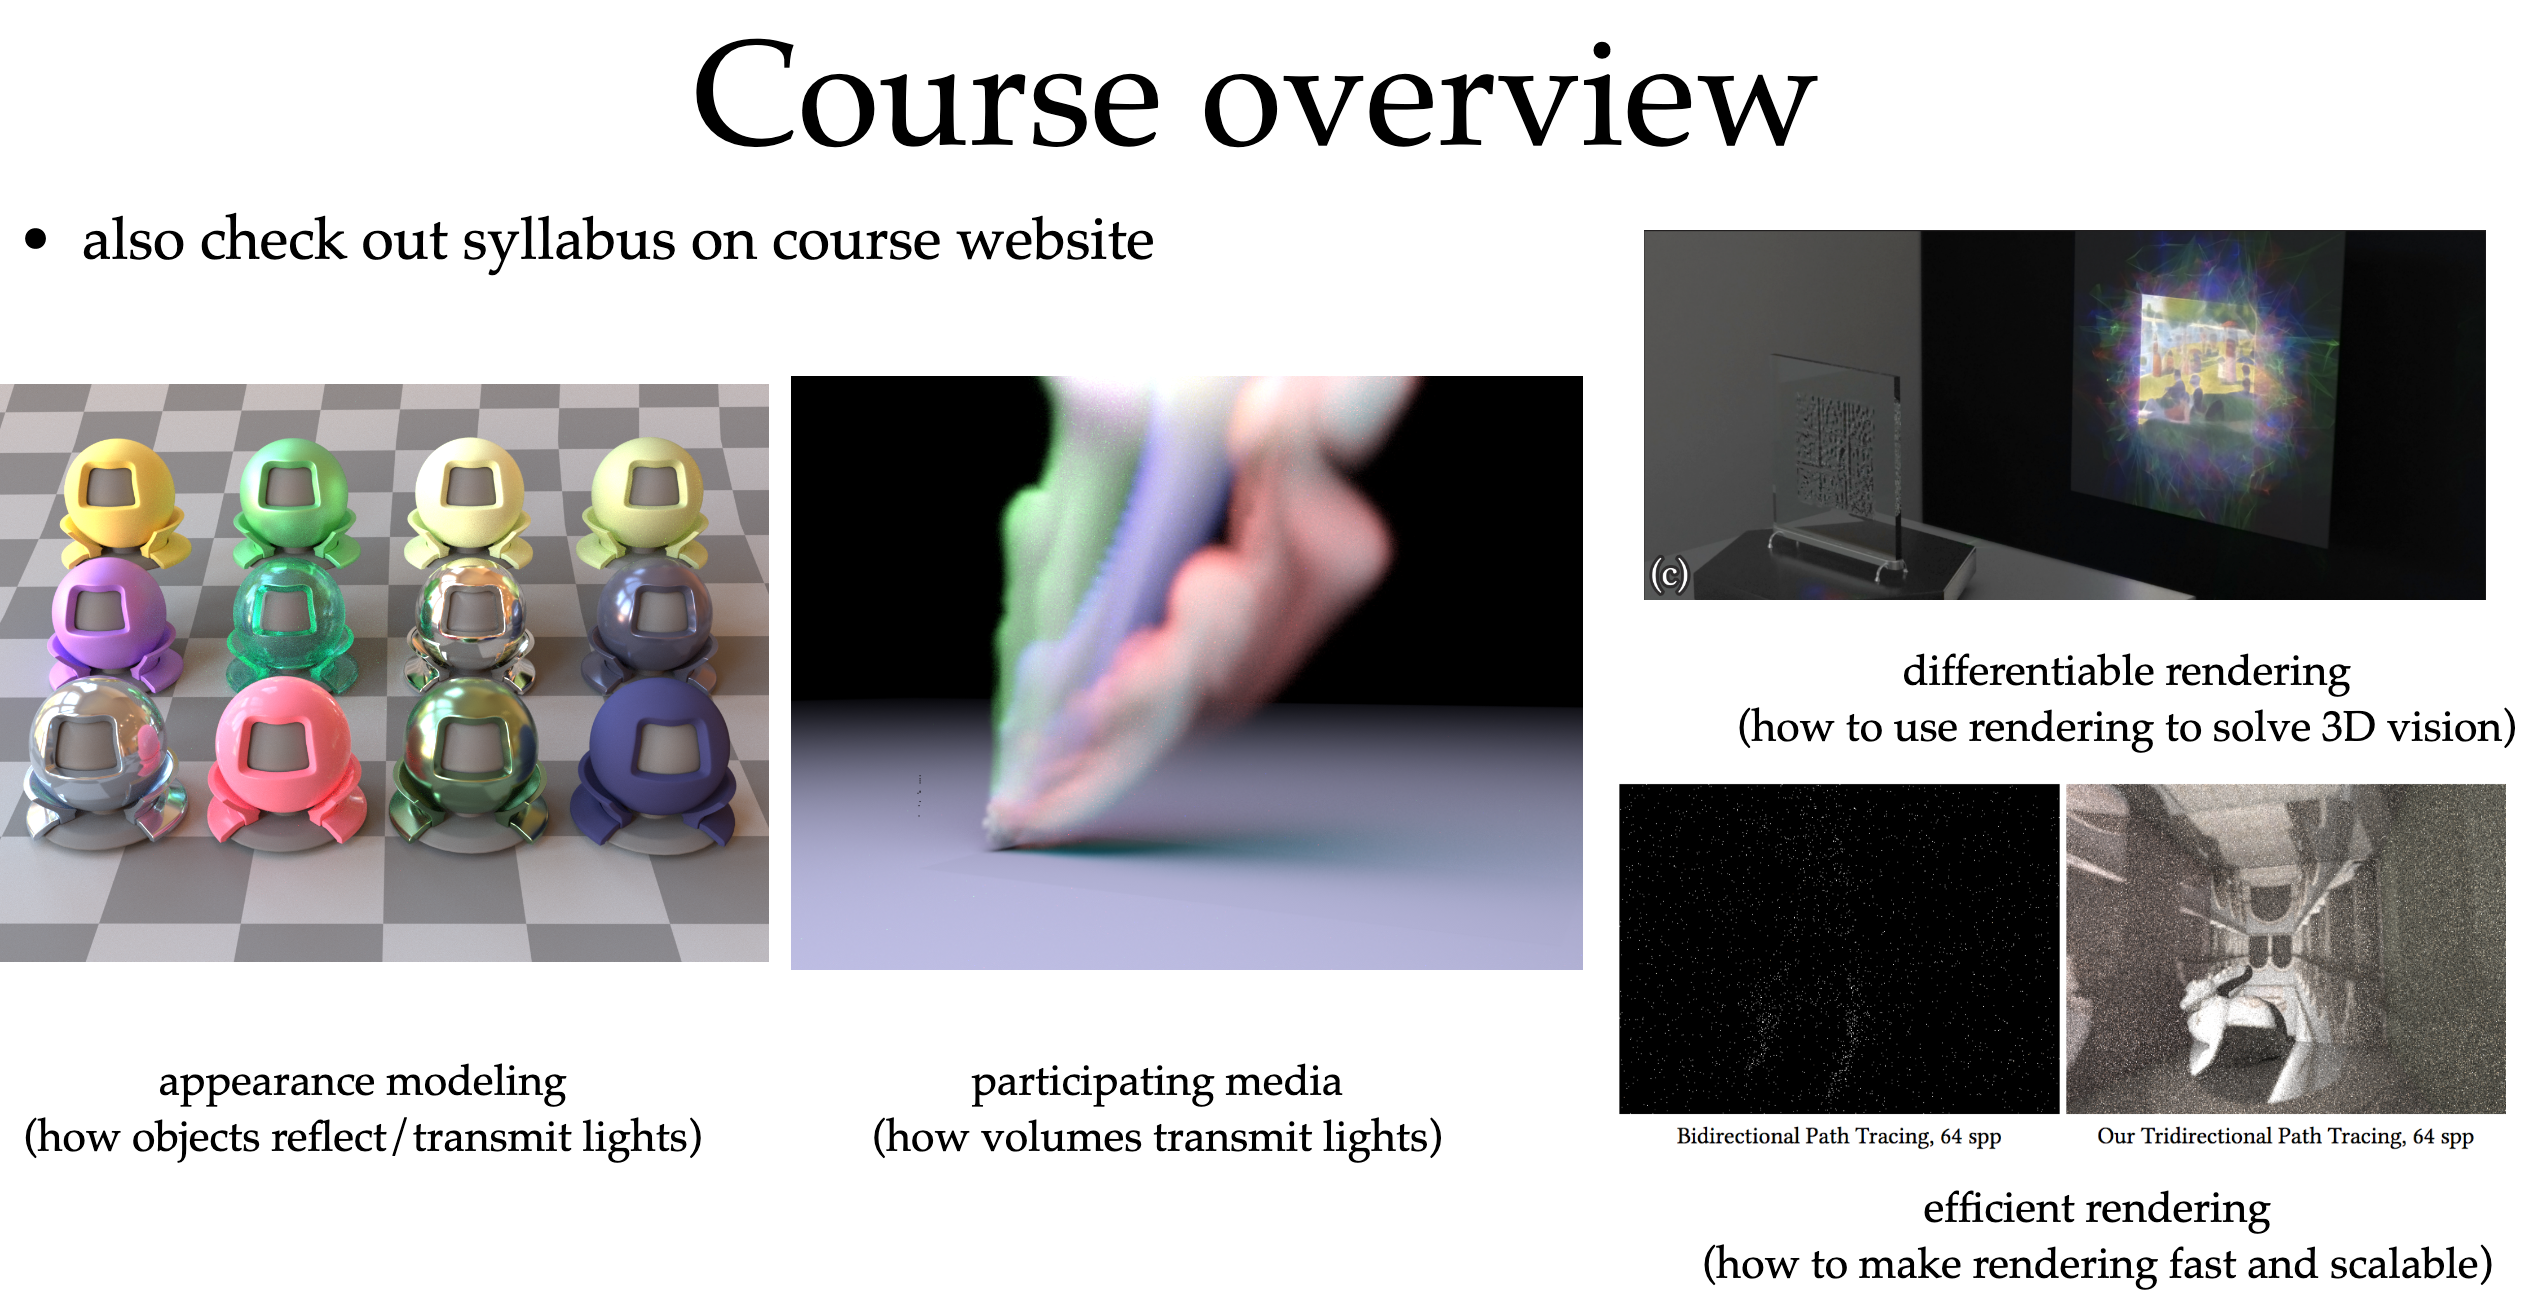 Course overview
• also check out syllabus on course website
appearance modeling
(how objects reflect/transmit lights)
participating media
(how volumes transmit lights)
(c)
differentiable rendering
(how to use rendering to solve 3D vision)
Bidirectional Path Tracing, 64 spp
Our Tridirectional Path Tracing, 64 spp
efficient rendering
(how to make rendering fast and scalable)